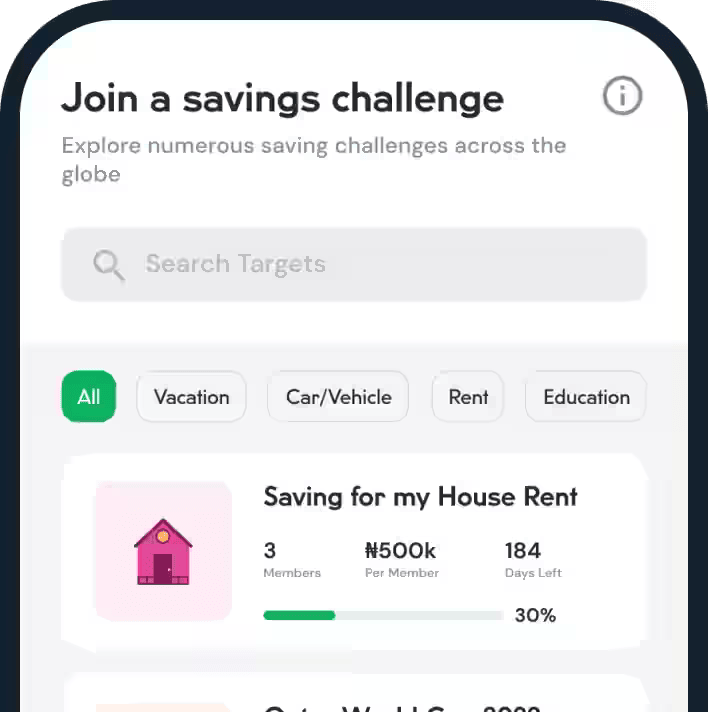 Join a savings challenge
Explore numerous saving challenges across the
globe
Search Targets
All
Vacation
Car/Vehicle
Rent
Education
Saving for my House Rent
3
₦500k
184
Members
Per Member
Days Left
30%